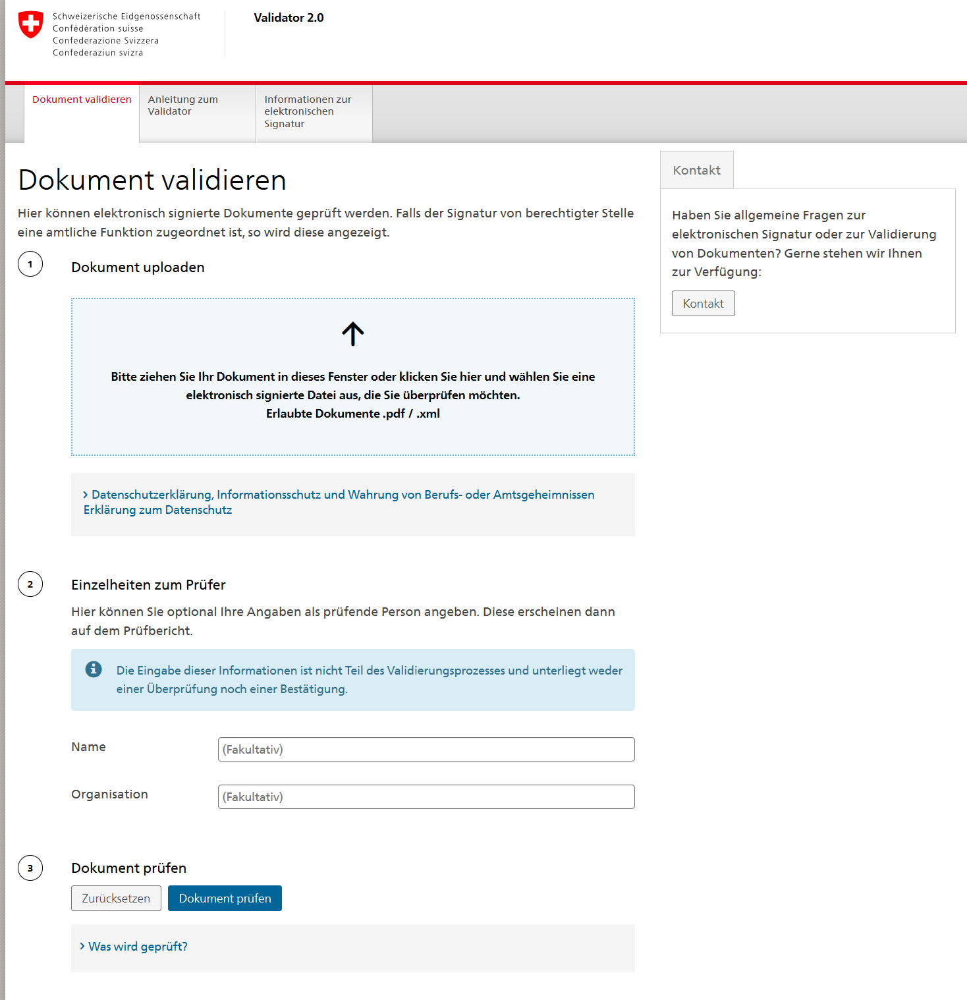 Schweizerische Eidgenossenschaft
Confédération suisse
Confederazione Svizzera
Confederaziun svizra
Validator 2.0
Dokument validieren
Anleitung zum
Validator
Informationen zur
elektronischen
Signatur
Dokument validieren
Hier können elektronisch signierte Dokumente geprüft werden. Falls der Signatur von berechtigter Stelle
eine amtliche Funktion zugeordnet ist, so wird diese angezeigt.
1
Dokument uploaden
Bitte ziehen Sie Ihr Dokument in dieses Fenster oder klicken Sie hier und wählen Sie eine
elektronisch signierte Datei aus, die Sie überprüfen möchten.
Erlaubte Dokumente .pdf / .xml
Datenschutzerklärung, Informationsschutz und Wahrung von Berufs- oder Amtsgeheimnissen
Erklärung zum Datenschutz
2
Einzelheiten zum Prüfer
Hier können Sie optional Ihre Angaben als prüfende Person angeben. Diese erscheinen dann
auf dem Prüfbericht.
Die Eingabe dieser Informationen ist nicht Teil des Validierungsprozesses und unterliegt weder
einer Überprüfung noch einer Bestätigung.
Name
(Fakultativ)
Organisation
(Fakultativ)
3
Dokument prüfen
Zurücksetzen
Dokument prüfen
Was wird geprüft?
Kontakt
Haben Sie allgemeine Fragen zur
elektronischen Signatur oder zur Validierung
von Dokumenten? Gerne stehen wir Ihnen
zur Verfügung:
Kontakt